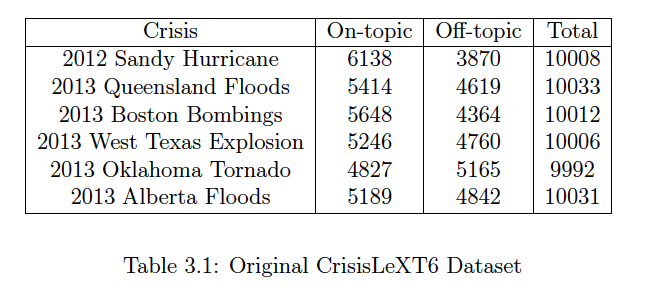 Crisis On-topic Off-topic Total
2012 Sandy Hurricane 6138 3870 10008
2013 Queensland Floods 5414 4619 10033
2013 Boston Bombings 5648 4364 10012
2013 West Texas Explosion 5246 4760 10006
2013 Oklahoma Tornado 4827 5165 9992
2013 Alberta Floods 5189 4842 10031
Table 3.1: Original CrisisLeXT6 Dataset